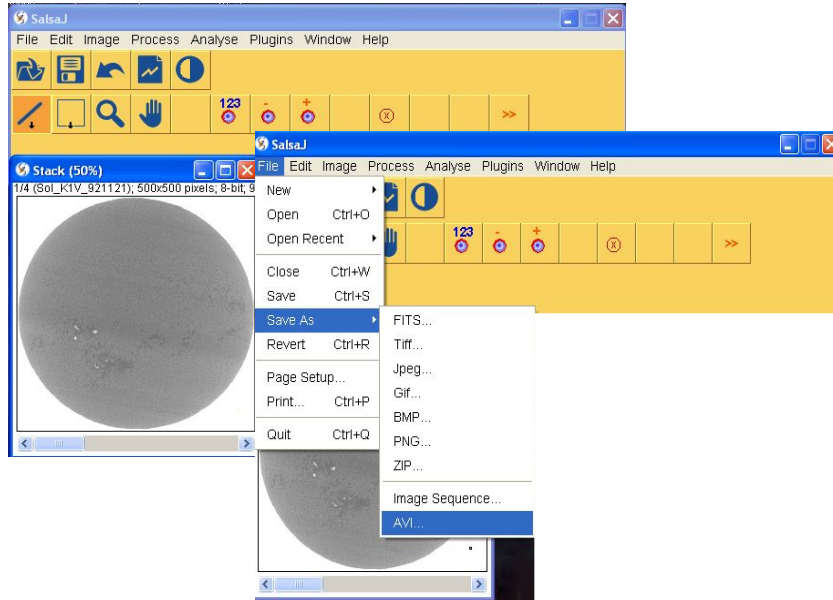 SalsaJ
File Edit Image Process Analyse Plugins Window Help
123 - +
>>
Stack (50%)
1/4 (Sol_K1V_921121); 500x500 pixels; 8-bit; 9
SalsaJ
File Edit Image Process Analyse Plugins Window Help
123 - +
>>
New
Open Ctrl+O
Open Recent
Close Ctrl+W
Save Ctrl+S
Save As
Revert Ctrl+R
Page Setup...
Print... Ctrl+P
Quit Ctrl+Q
FITS...
Tiff...
Jpeg...
Gif...
BMP...
PNG...
ZIP...
Image Sequence...
AVI...